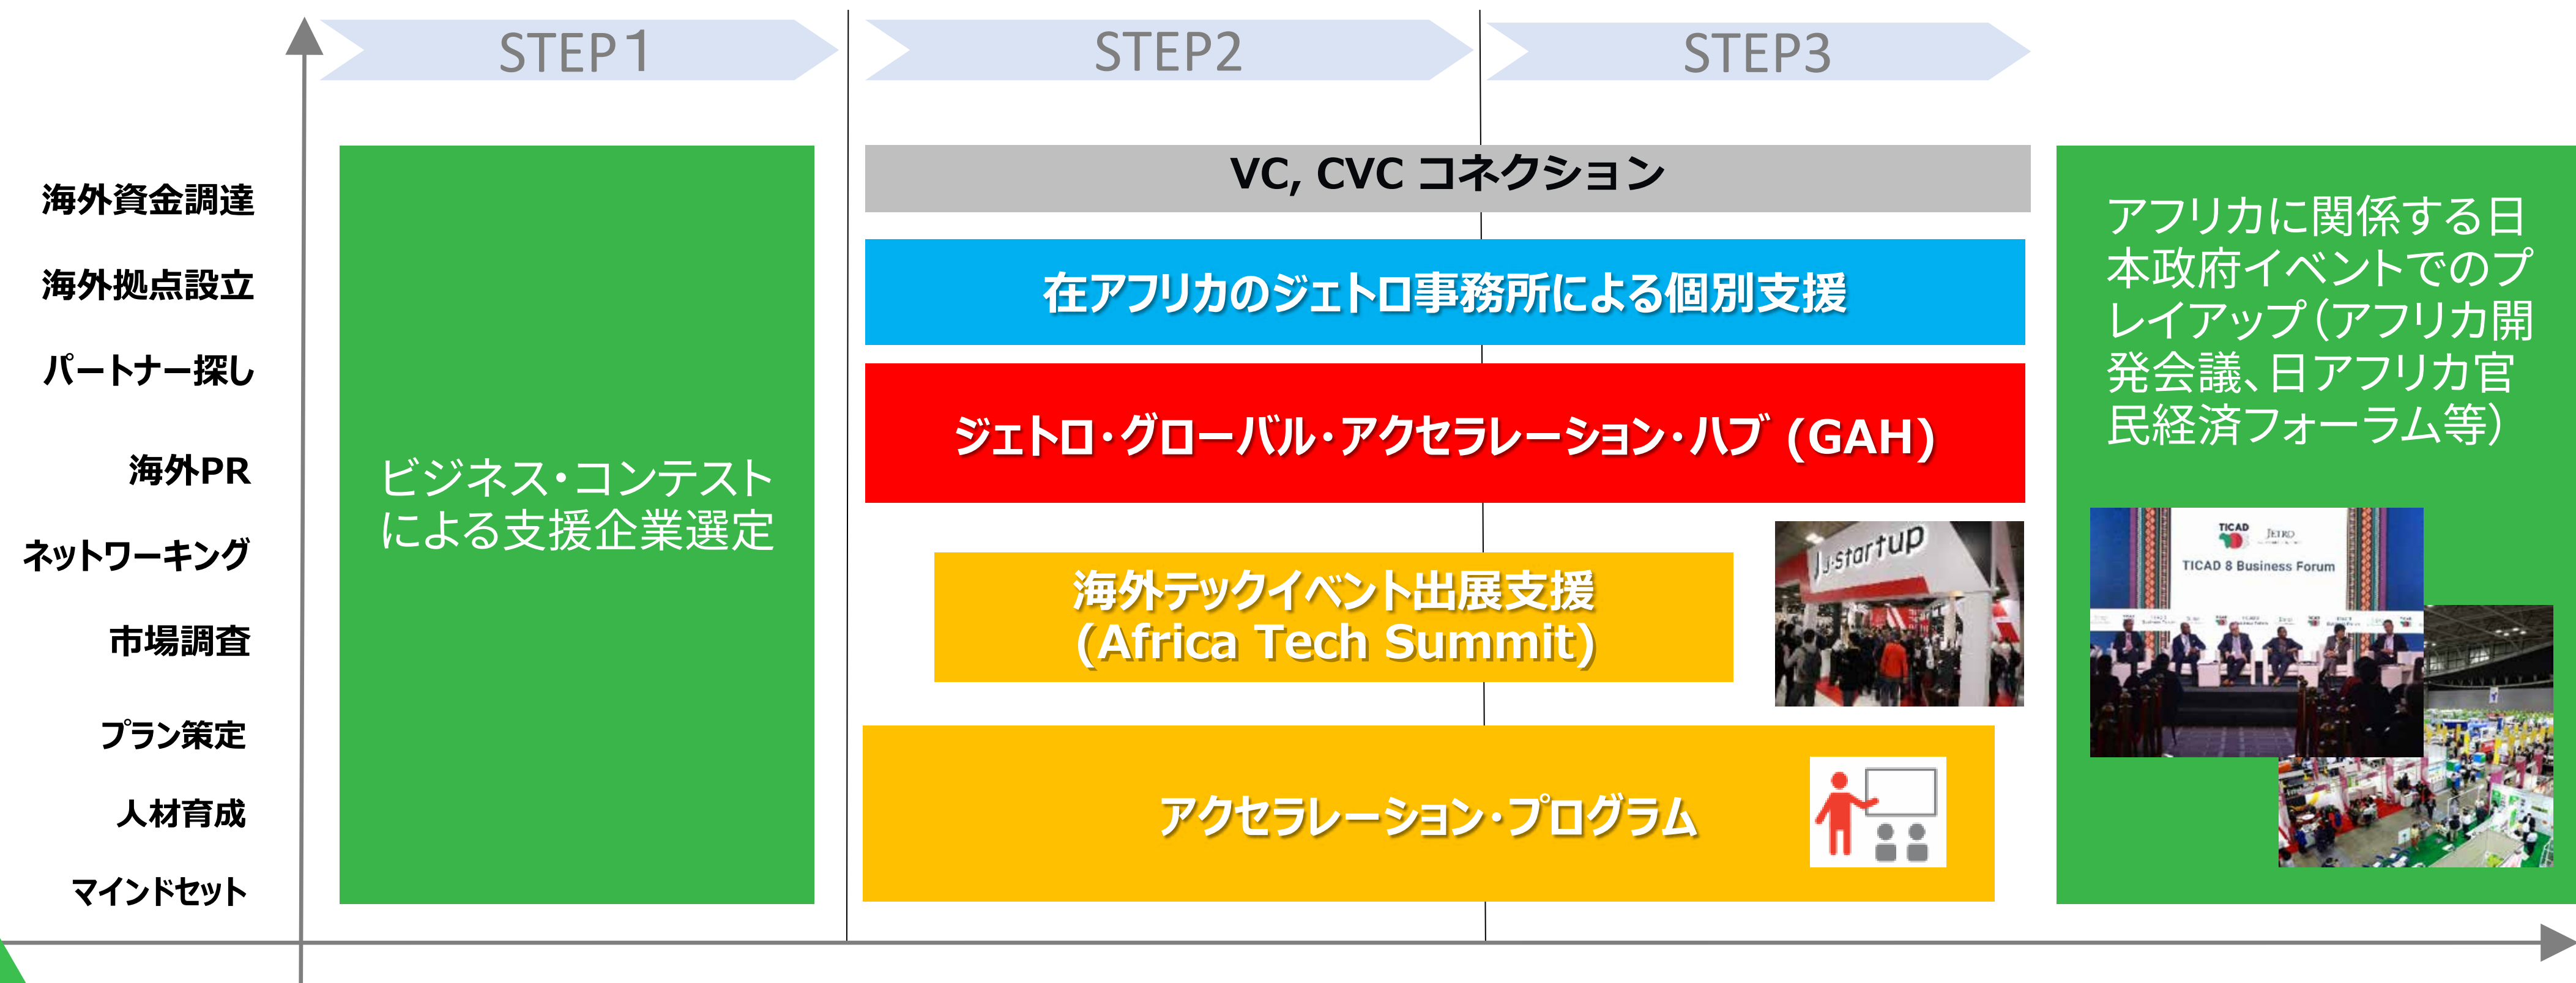 STEP1
STEP2
STEP3
海外資金調達
海外拠点設立
パートナー探し
海外PR
ネットワーキング
市場調査
プラン策定
人材育成
マインドセット
ビジネス・コンテスト
による支援企業選定
VC, CVC コネクション
在アフリカのジェトロ事務所による個別支援
ジェトロ・グローバル・アクセラレーション・ハブ (GAH)
海外テックイベント出展支援
(Africa Tech Summit)
J-startup
アクセラレーション・プログラム
アフリカに関係する日
本政府イベントでのプ
レイアップ（アフリカ開
発会議、日アフリカ官
民経済フォーラム等）
TICAD
JETRO
TICAD 8 Business Forum